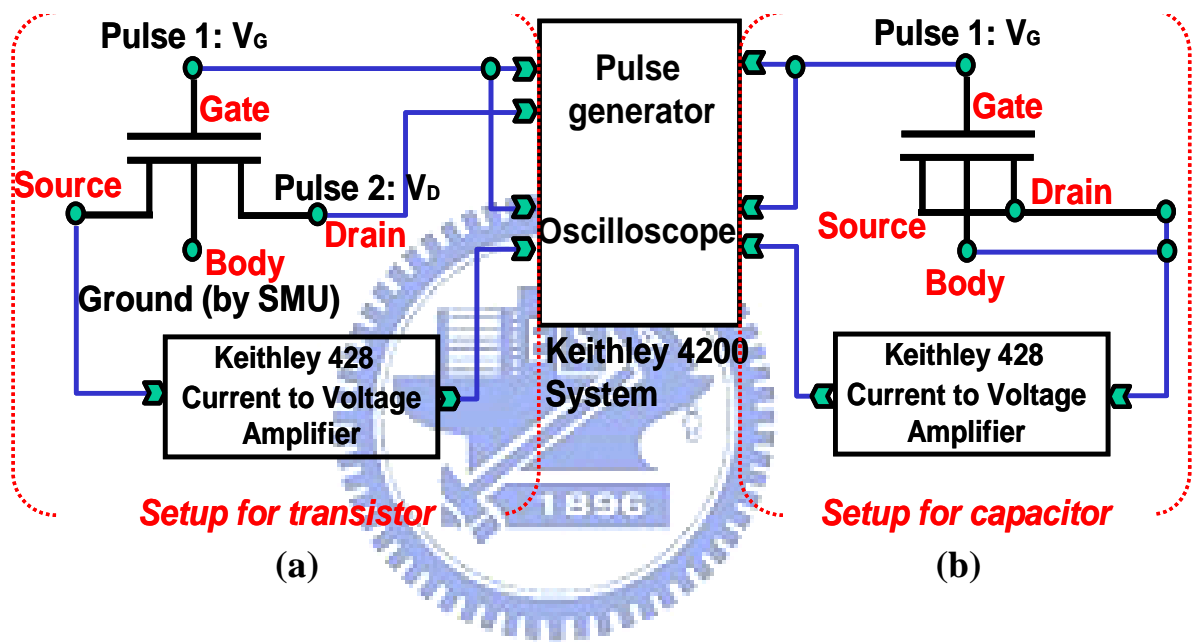 Pulse 1: VG
Gate
Source
Pulse 2: VD
Drain
Body
Ground (by SMU)
Keithley 428
Current to Voltage
Amplifier
Setup for transistor
(a)
Pulse
generator
Oscilloscope
Keithley 4200
System
1896
Pulse 1: VG
Gate
Drain
Source
Body
Keithley 428
Current to Voltage
Amplifier
Setup for capacitor
(b)